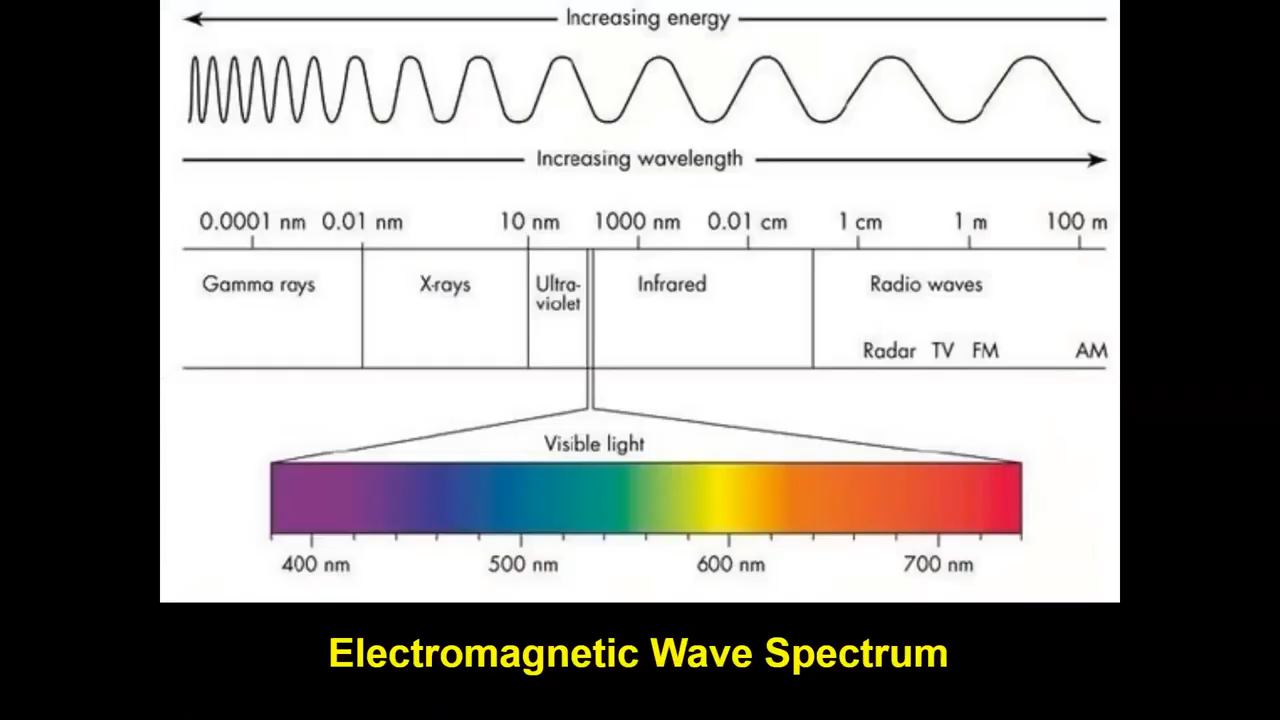 Increasing energy
Increasing wavelength
0.0001 nm 0.01 nm 10 nm 1000 nm 0.01 cm 1 cm 1 m 100 m
Gamma rays X-rays Ultra- Infrared Radio waves
violet
Radar TV FM AM
Visible light
400 nm 500 nm 600 nm 700 nm
Electromagnetic Wave Spectrum